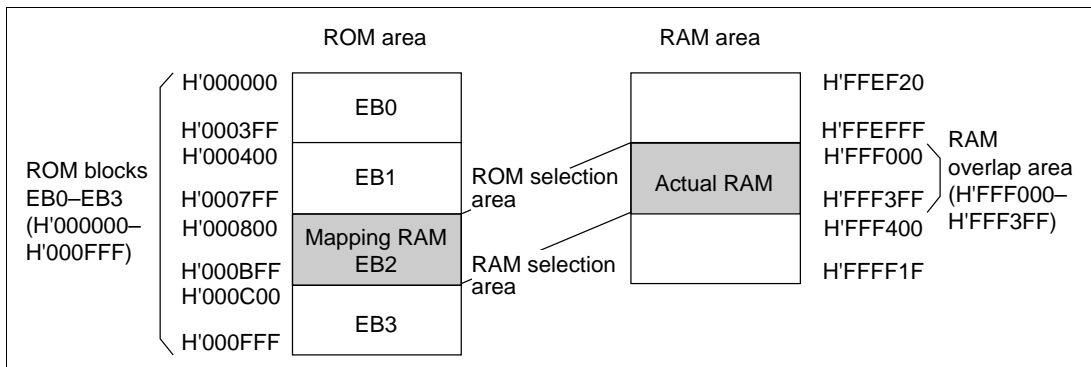 ROM area
RAM area
H'000000
H'0003FF
H'000400
H'0007FF
H'000800
H'000BFF
H'000C00
H'000FFF
ROM blocks
EB0–EB3
(H'000000–
H'000FFF)
EB0
EB1
Mapping RAM
EB2
EB3
ROM selection
area
RAM selection
area
Actual RAM
H'FFEF20
H'FFEFFF
H'FFF000
H'FFF3FF
H'FFF400
H'FFFF1F
RAM
overlap area
(H'FFF000–
H'FFF3FF)